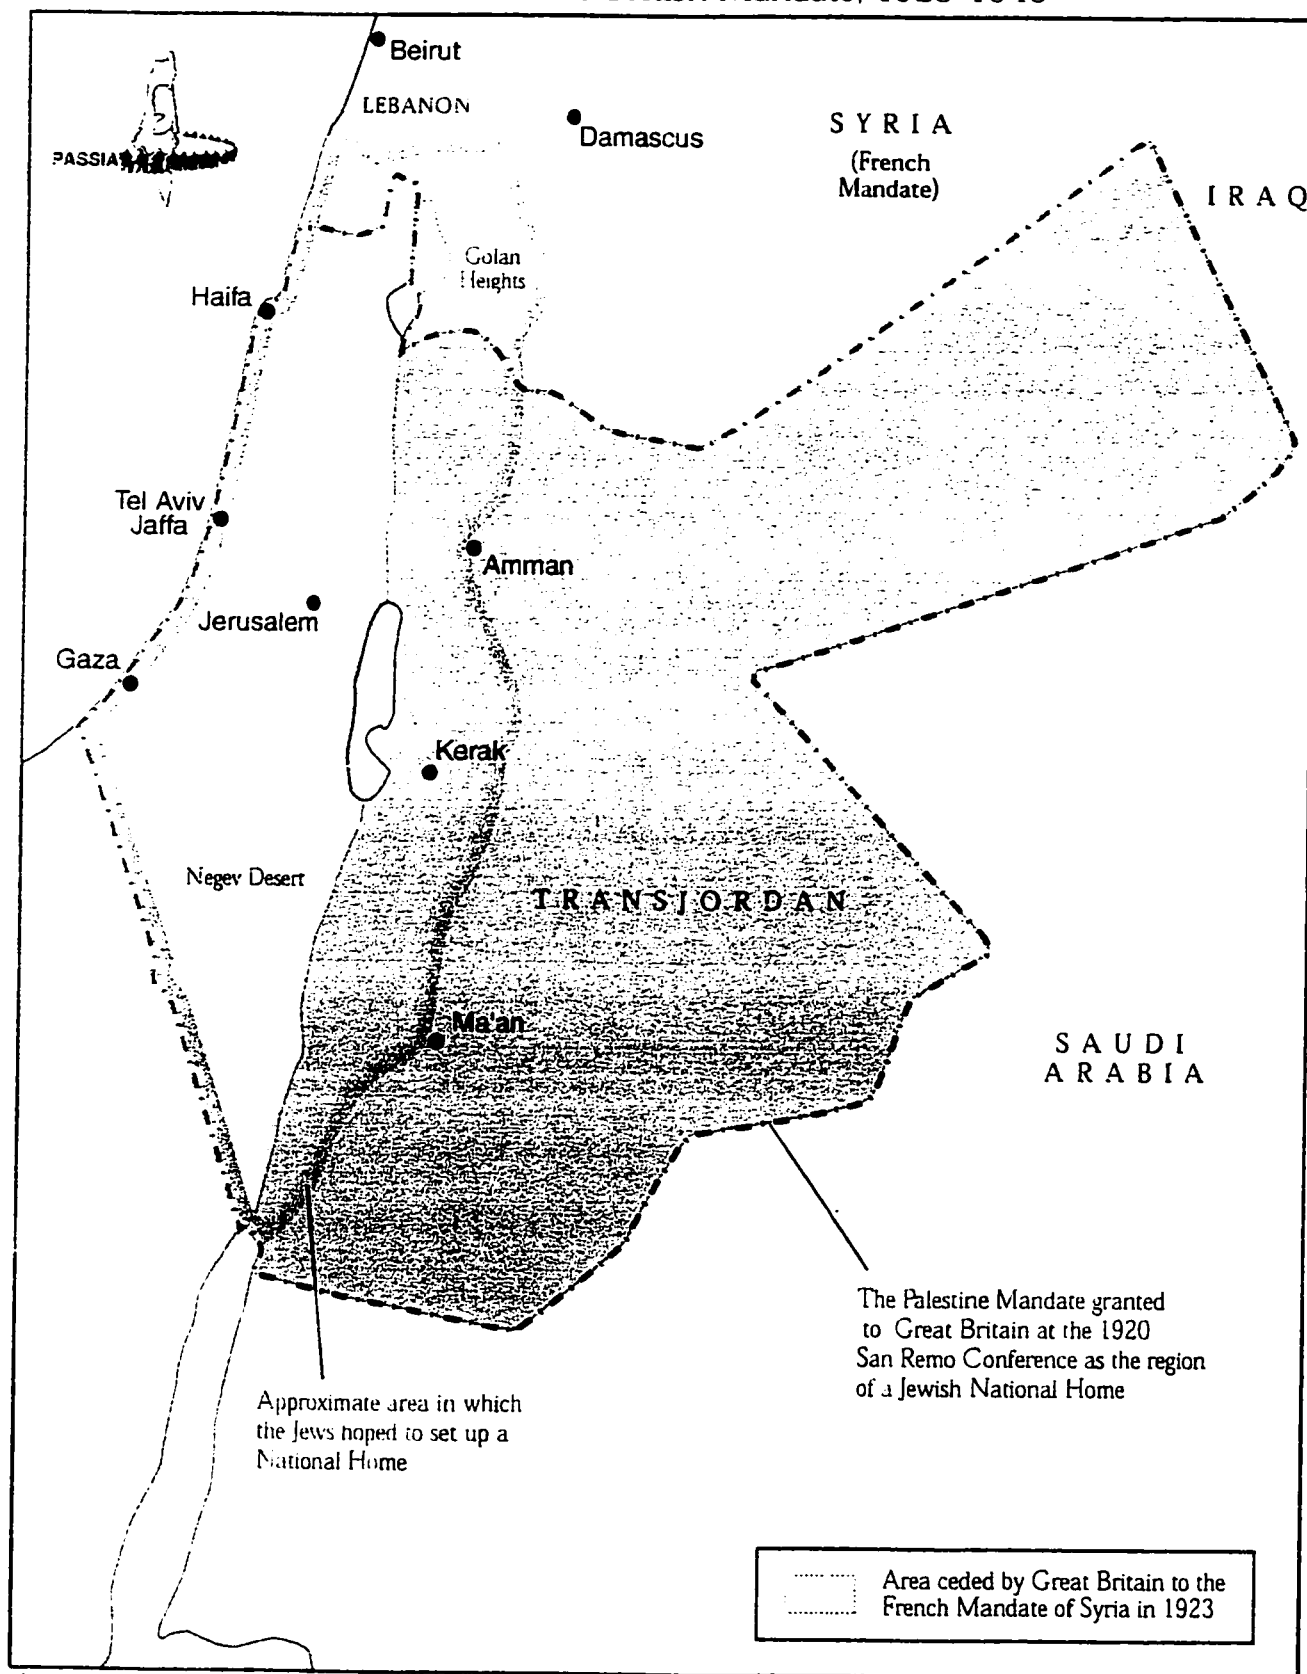 Mandate,
Beirut
LEBANON
Damascus
SYRIA
(French
Mandate)
IRAQ
PASSIA
Golan
Heights
Haifa
Tel Aviv
Jaffa
Amman
Jerusalem
Gaza
Kerak
Negev Desert
TRANSJORDAN
Ma'an
SAUDI
ARABIA
The Palestine Mandate granted
to Great Britain at the 1920
San Remo Conference as the region
of a Jewish National Home
Approximate area in which
the Jews hoped to set up a
National Home
Area ceded by Great Britain to the
French Mandate of Syria in 1923